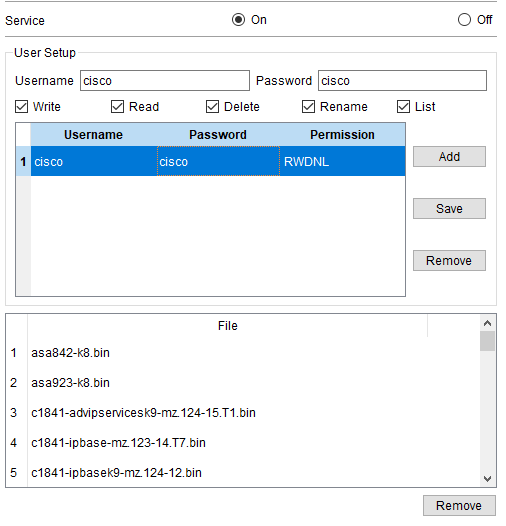 Service On Off
User Setup
Username cisco Password cisco
Write Read Delete Rename List
Username Password Permission
1 cisco cisco RWDNL
Add
Save
Remove
File
1 asa842-k8.bin
2 asa923-k8.bin
3 c1841-advipservicesk9-mz.124-15.T1.bin
4 c1841-ipbase-mz.123-14.T7.bin
5 c1841-ipbasek9-mz.124-12.bin
Remove